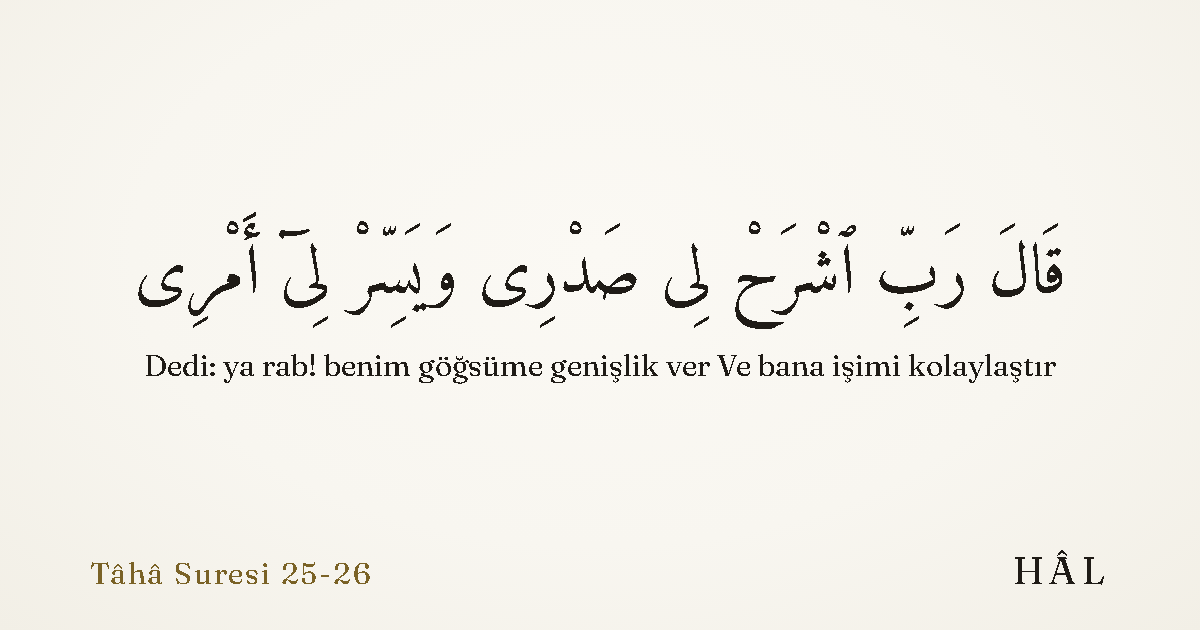 قَالَ رَبِّ ٱشْرَحْ لِى صَدْرِى وَيَسِّرْ لِىٓ أَمْرِى
Dedi: ya rab! benim göğsüme genişlik ver Ve bana işimi kolaylaştır
Tâhâ Suresi 25-26
HÂL